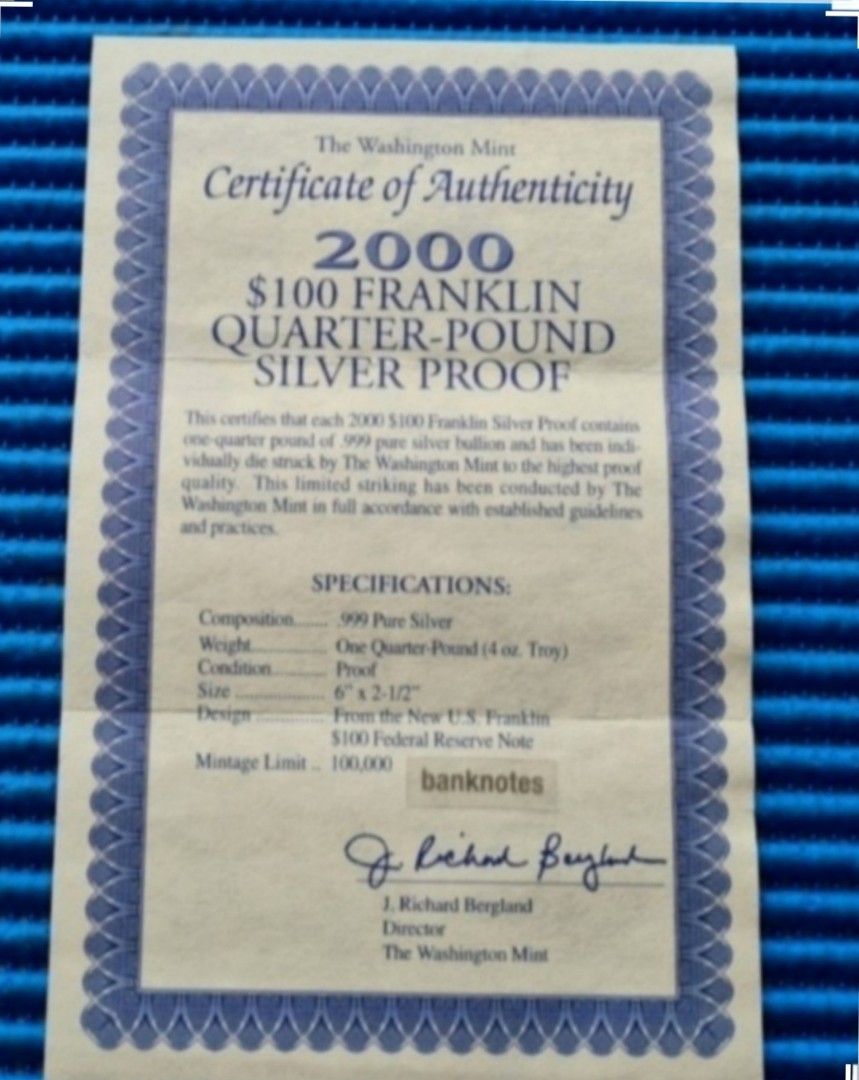 The Washington Mint
Certificate of Authenticity
2000
$100 FRANKLIN
QUARTER-POUND
SILVER PROOF
This certifies that each 2000 $100 Franklin Silver Proof contains
one-quarter pound of .999 pure silver bullion and has been indi-
vidually die struck by The Washington Mint to the highest proof
quality. This limited striking has been conducted by The
Washington Mint in full accordance with established guidelines
and practices.
SPECIFICATIONS:
Composition....... .999 Pure Silver
Weight................ One Quarter-Pound (4 oz. Troy)
Condition........... Proof
Size .................... 6" x 2-1/2"
Design ............... From the New U.S. Franklin
$100 Federal Reserve Note
Mintage Limit .. 100,000
banknotes
J. Richard Bergland
J. Richard Bergland
Director
The Washington Mint